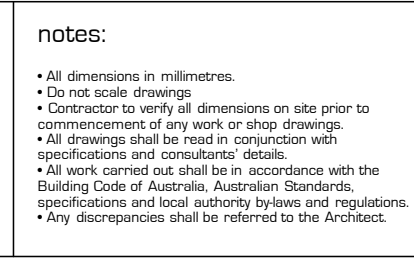 notes:
• All dimensions in millimetres.
• Do not scale drawings
• Contractor to verify all dimensions on site prior to
commencement of any work or shop drawings.
• All drawings shall be read in conjunction with
specifications and consultants' details.
• All work carried out shall be in accordance with the
Building Code of Australia, Australian Standards,
specifications and local authority by-laws and regulations.
• Any discrepancies shall be referred to the Architect.